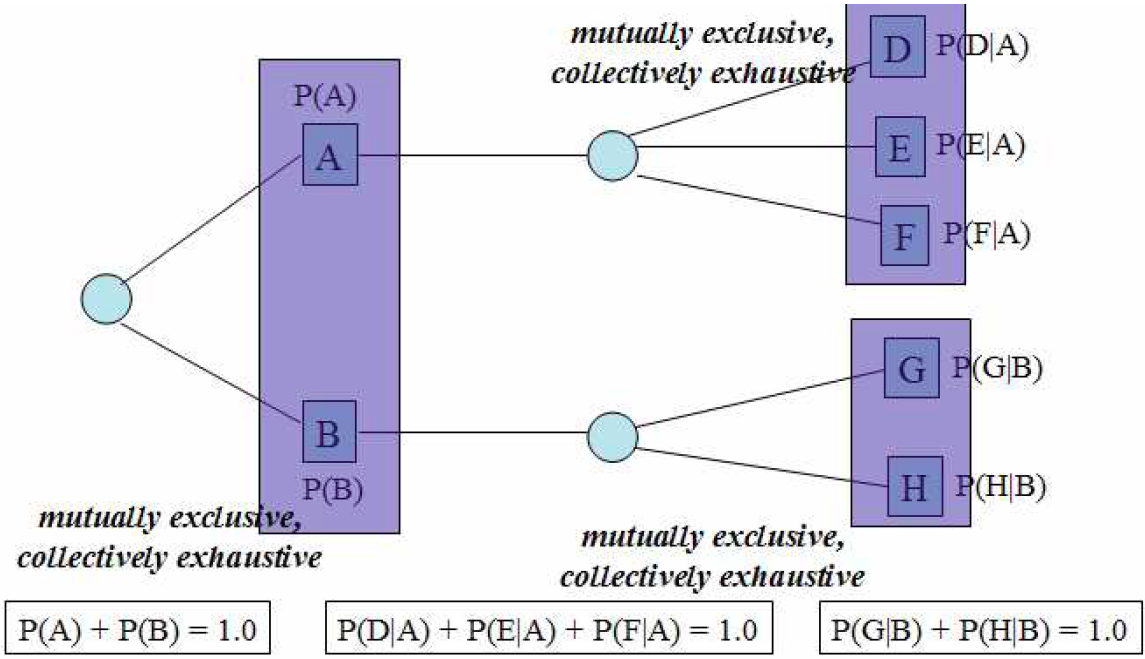 mutually exclusive,
collectively exhaustive
D P(D|A)
P(A)
A
E P(E|A)
F P(F|A)
G P(G|B)
B
P(B)
H P(H|B)
mutually exclusive,
collectively exhaustive
mutually exclusive,
collectively exhaustive
P(A) + P(B) = 1.0
P(D|A) + P(E|A) + P(F|A) = 1.0
P(G|B) + P(H|B) = 1.0